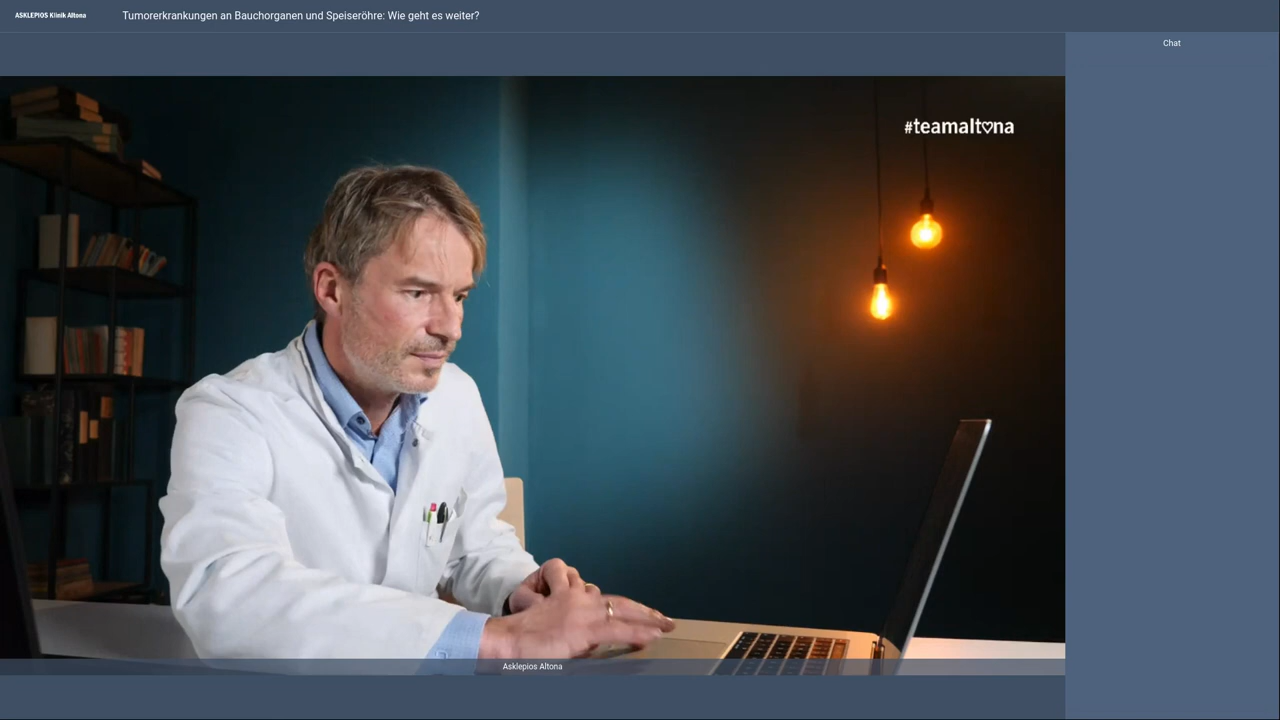 ASKLEPIOS Klinik Altona
Tumorerkrankungen an Bauchorganen und Speiseröhre: Wie geht es weiter?
Chat
#teamaltona
Asklepios Altona